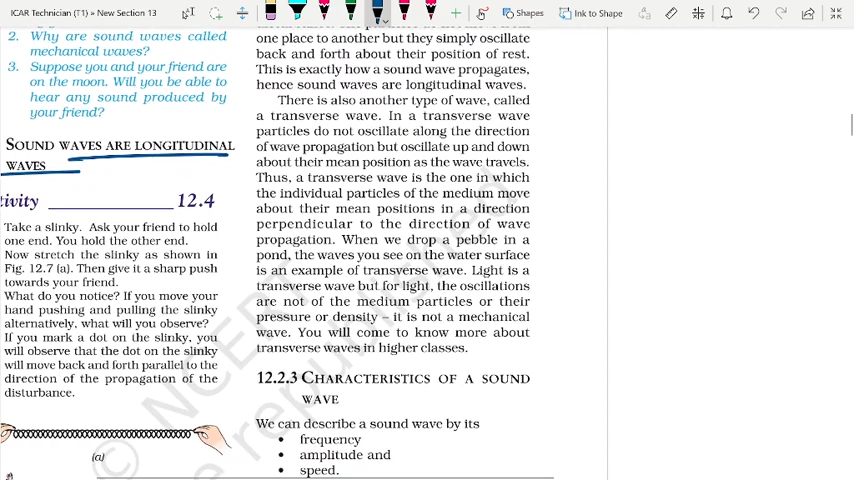 ICAR Technician (T1) » New Section 13
Shapes
Ink to Shape
2. Why are sound waves called
mechanical waves?
3. Suppose you and your friend are
on the moon. Will you be able to
hear any sound produced by
your friend?
SOUND WAVES ARE LONGITUDINAL
WAVES
tivity ______________ 12.4
Take a slinky. Ask your friend to hold
one end. You hold the other end.
Now stretch the slinky as shown in
Fig. 12.7 (a). Then give it a sharp push
towards your friend.
What do you notice? If you move your
hand pushing and pulling the slinky
alternatively, what will you observe?
If you mark a dot on the slinky, you
will observe that the dot on the slinky
will move back and forth parallel to the
direction of the propagation of the
disturbance.
(a)
one place to another but they simply oscillate
back and forth about their position of rest.
This is exactly how a sound wave propagates,
hence sound waves are longitudinal waves.
There is also another type of wave, called
a transverse wave. In a transverse wave
particles do not oscillate along the direction
of wave propagation but oscillate up and down
about their mean position as the wave travels.
Thus, a transverse wave is the one in which
the individual particles of the medium move
about their mean positions in a direction
perpendicular to the direction of wave
propagation. When we drop a pebble in a
pond, the waves you see on the water surface
is an example of transverse wave. Light is a
transverse wave but for light, the oscillations
are not of the medium particles or their
pressure or density – it is not a mechanical
wave. You will come to know more about
transverse waves in higher classes.
12.2.3 CHARACTERISTICS OF A SOUND
WAVE
We can describe a sound wave by its
• frequency
• amplitude and
• speed.
© NCERT
be republished